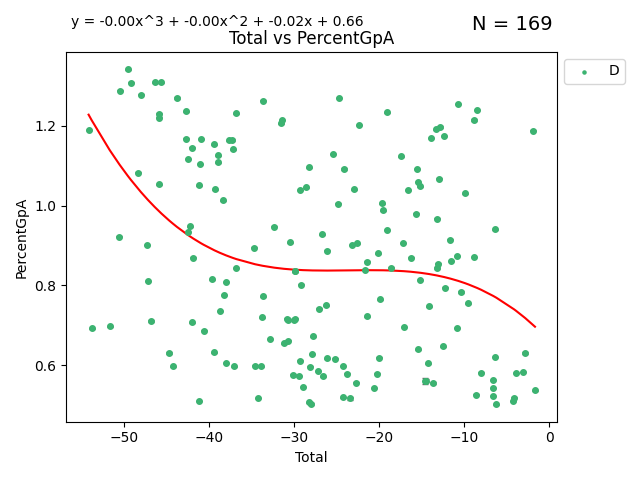 y = -0.00x^3 + -0.00x^2 + -0.02x + 0.66
N = 169
Total vs PercentGpA
D
PercentGpA
1.2
1.0
0.8
0.6
−50
−40
−30
−20
−10
0
Total